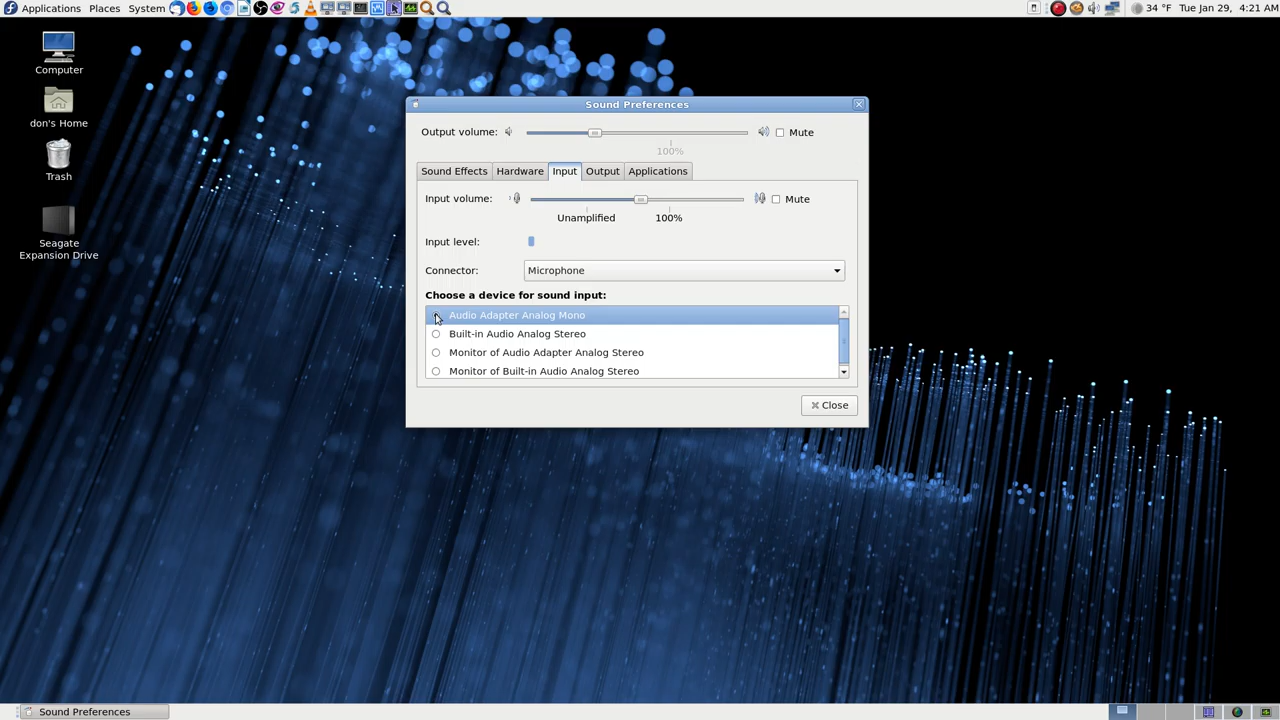 Applications Places System 34 °F Tue Jan 29, 4:21 AM
Computer
don's Home
Trash
Seagate
Expansion Drive
Sound Preferences
Output volume: Mute
100%
Sound Effects Hardware Input Output Applications
Input volume: Mute
Unamplified 100%
Input level:
Connector: Microphone
Choose a device for sound input:
Audio Adapter Analog Mono
Built-in Audio Analog Stereo
Monitor of Audio Adapter Analog Stereo
Monitor of Built-in Audio Analog Stereo
Close
Sound Preferences